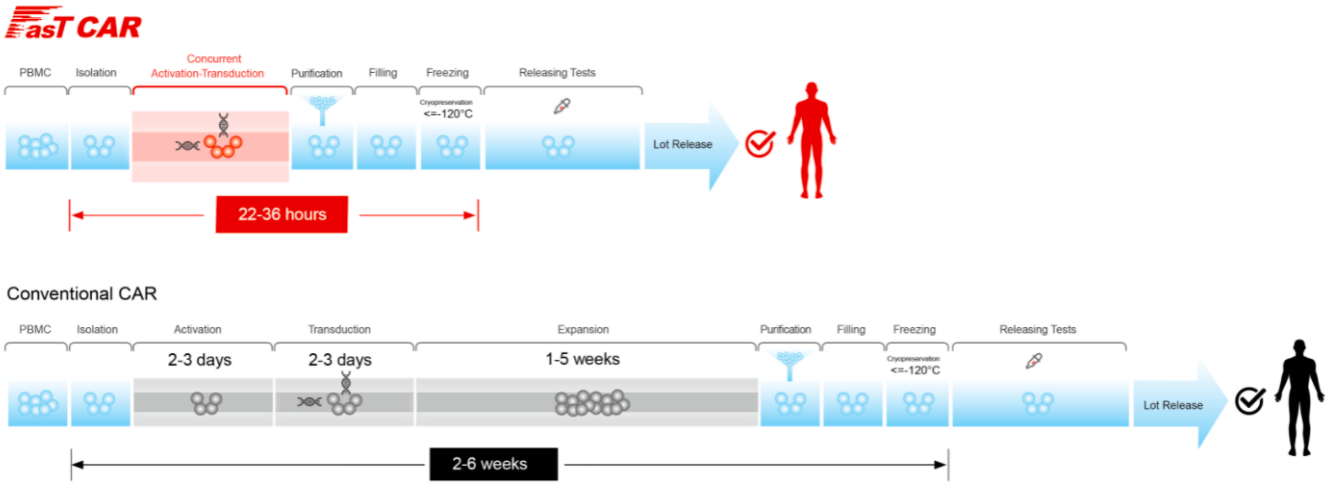 FasT CAR
Concurrent
PBMC Isolation Activation-Transduction Purification Filling Freezing Releasing Tests
Cryopreservation
<=-120°C
Lot Release
22-36 hours
Conventional CAR
PBMC Isolation Activation Transduction Expansion Purification Filling Freezing Releasing Tests
2-3 days 2-3 days 1-5 weeks
Cryopreservation
<=-120°C
Lot Release
2-6 weeks